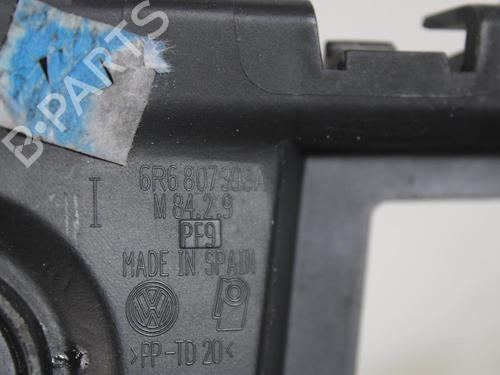 B-PARTS
6R6 807393A
M 84.2.9
PF9
I
MADE IN SPAIN
>PP-TD 20<